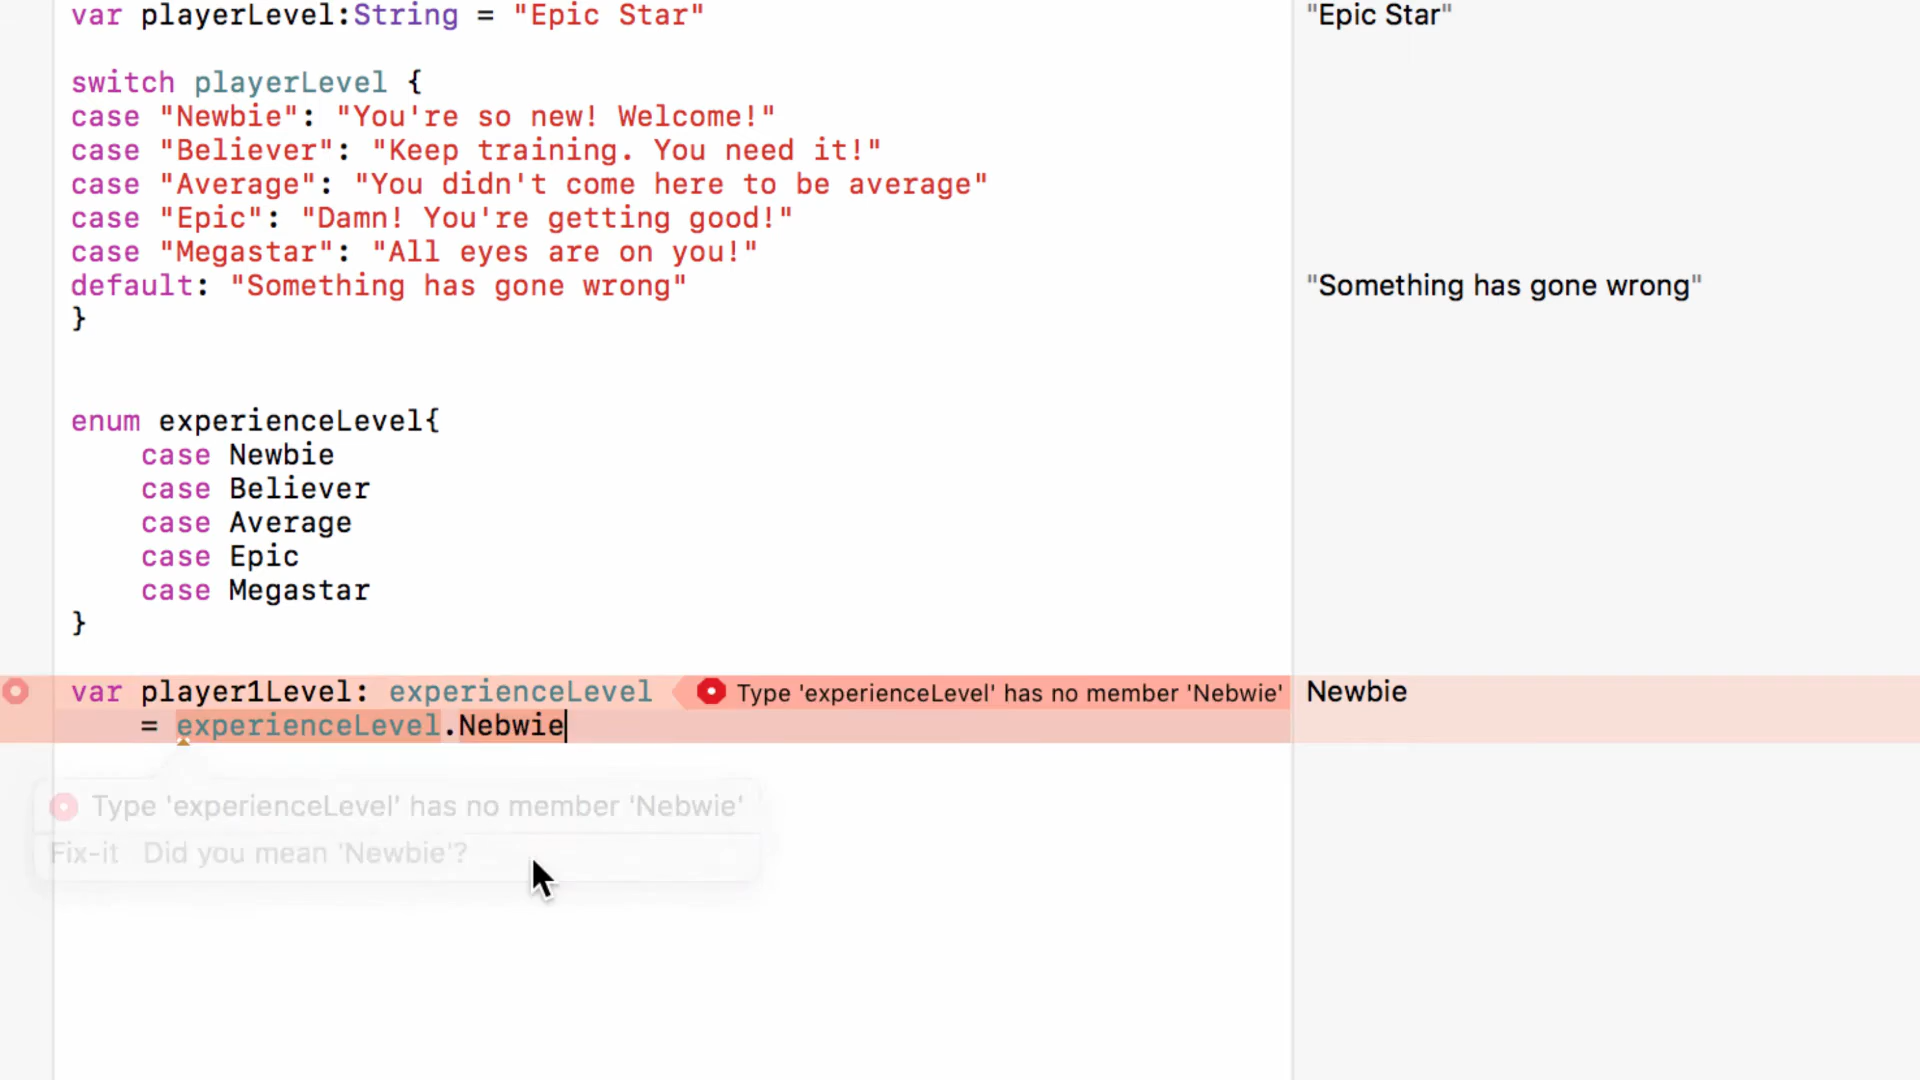 var playerLevel:String = "Epic Star"
"Epic Star"
switch playerLevel {
case "Newbie": "You're so new! Welcome!"
case "Believer": "Keep training. You need it!"
case "Average": "You didn't come here to be average"
case "Epic": "Damn! You're getting good!"
case "Megastar": "All eyes are on you!"
default: "Something has gone wrong"
"Something has gone wrong"
}
enum experienceLevel{
case Newbie
case Believer
case Average
case Epic
case Megastar
}
var player1Level: experienceLevel
Type 'experienceLevel' has no member 'Nebwie'
Newbie
= experienceLevel.Nebwie
Type 'experienceLevel' has no member 'Nebwie'
Fix-it Did you mean 'Newbie'?